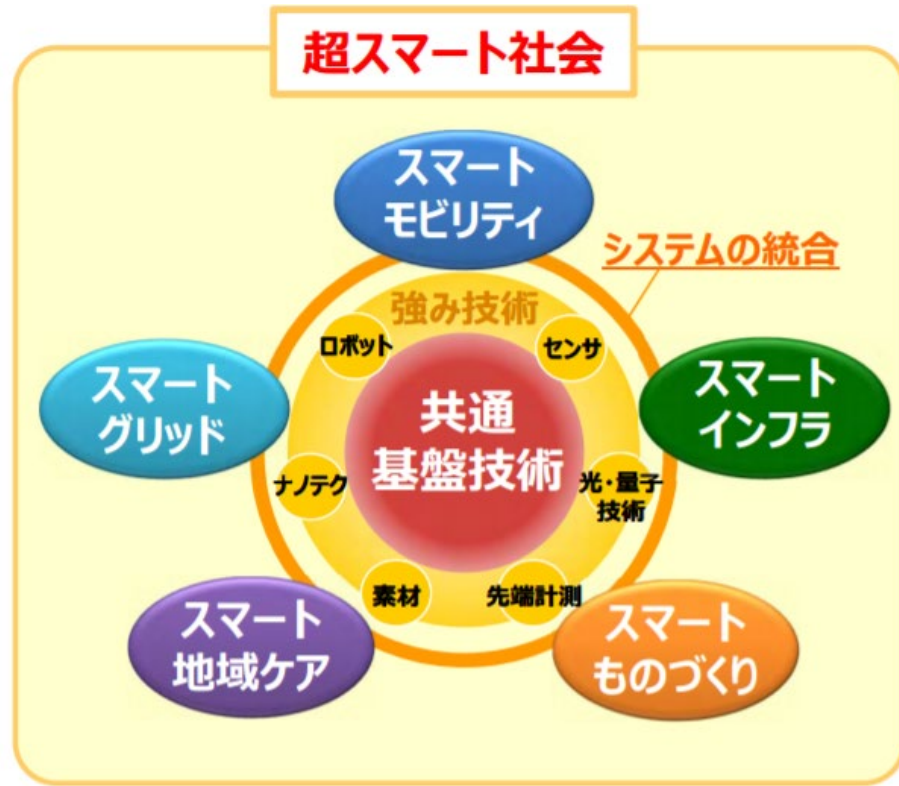 超スマート社会
スマート
モビリティ
システムの統合
強み技術
ロボット
センサ
スマート
グリッド
共通
基盤技術
スマート
インフラ
ナノテク
光・量子
技術
素材
先端計測
スマート
地域ケア
スマート
ものづくり